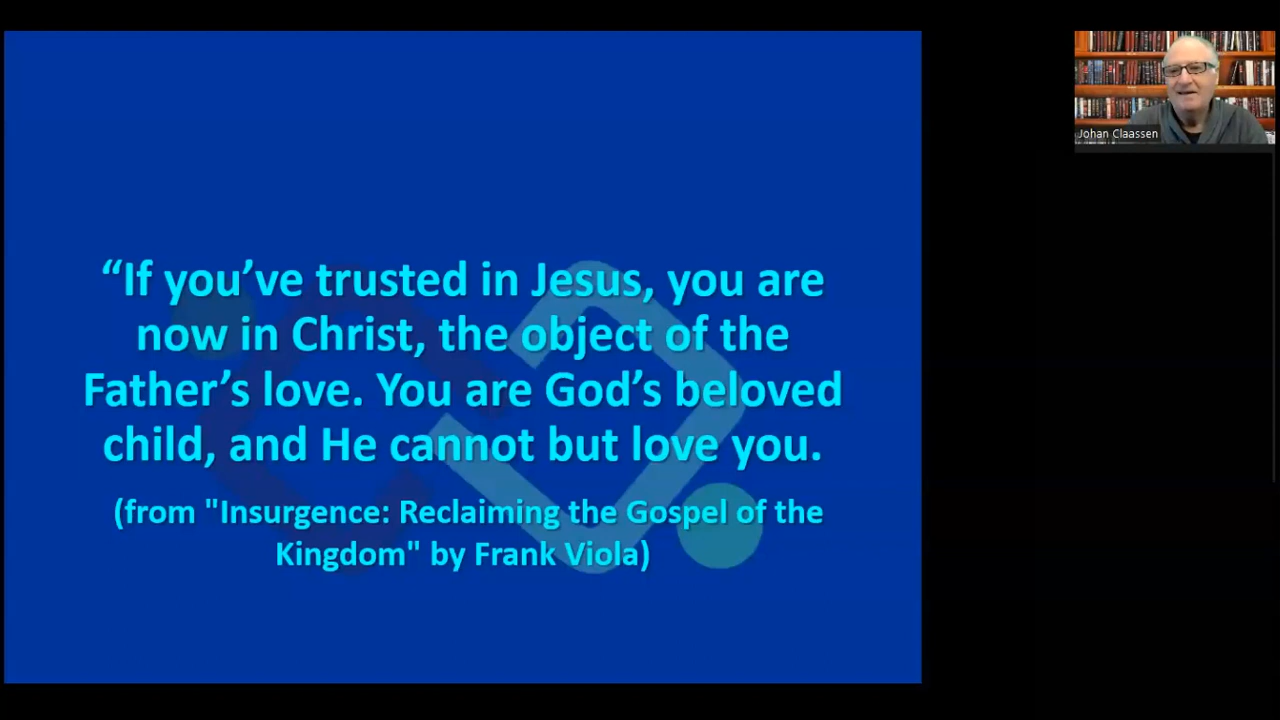 “If you’ve trusted in Jesus, you are
now in Christ, the object of the
Father’s love. You are God’s beloved
child, and He cannot but love you.
(from "Insurgence: Reclaiming the Gospel of the
Kingdom" by Frank Viola)
Johan Claassen